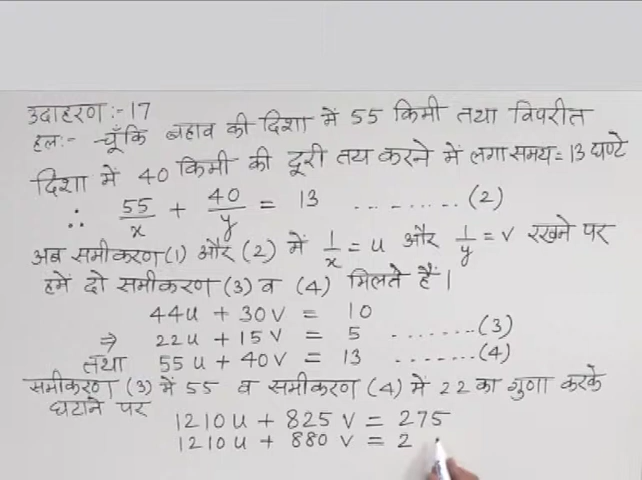 उदाहरण :- 17
हल:- चूँकि बहाव की दिशा में 55 किमी तथा विपरीत
दिशा में 40 किमी की दूरी तय करने में लगा समय = 13 घण्टे
∴ 55/x + 40/y = 13 ......... (2)
अब समीकरण (1) और (2) में 1/x = u और 1/y = v रखने पर
हमें दो समीकरण (3) व (4) मिलते हैं।
44u + 30v = 10
⇒ 22u + 15v = 5 ........(3)
तथा 55u + 40v = 13 ........(4)
समीकरण (3) में 55 व समीकरण (4) में 22 का गुणा करके
घटाने पर
1210u + 825v = 275
1210u + 880v = 2